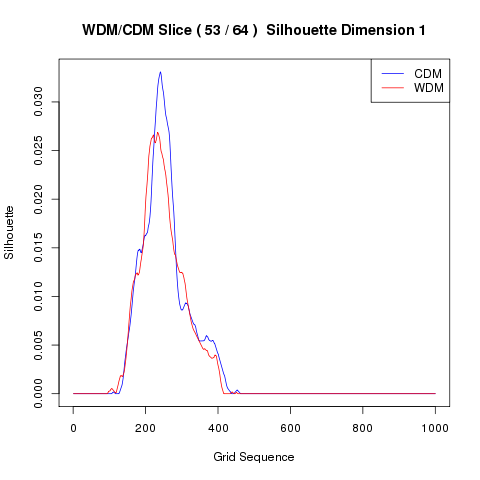 WDM/CDM Slice ( 53 / 64 )  Silhouette Dimension 1
CDM
WDM
Silhouette
0.000 0.005 0.010 0.015 0.020 0.025 0.030
0 200 400 600 800 1000
Grid Sequence